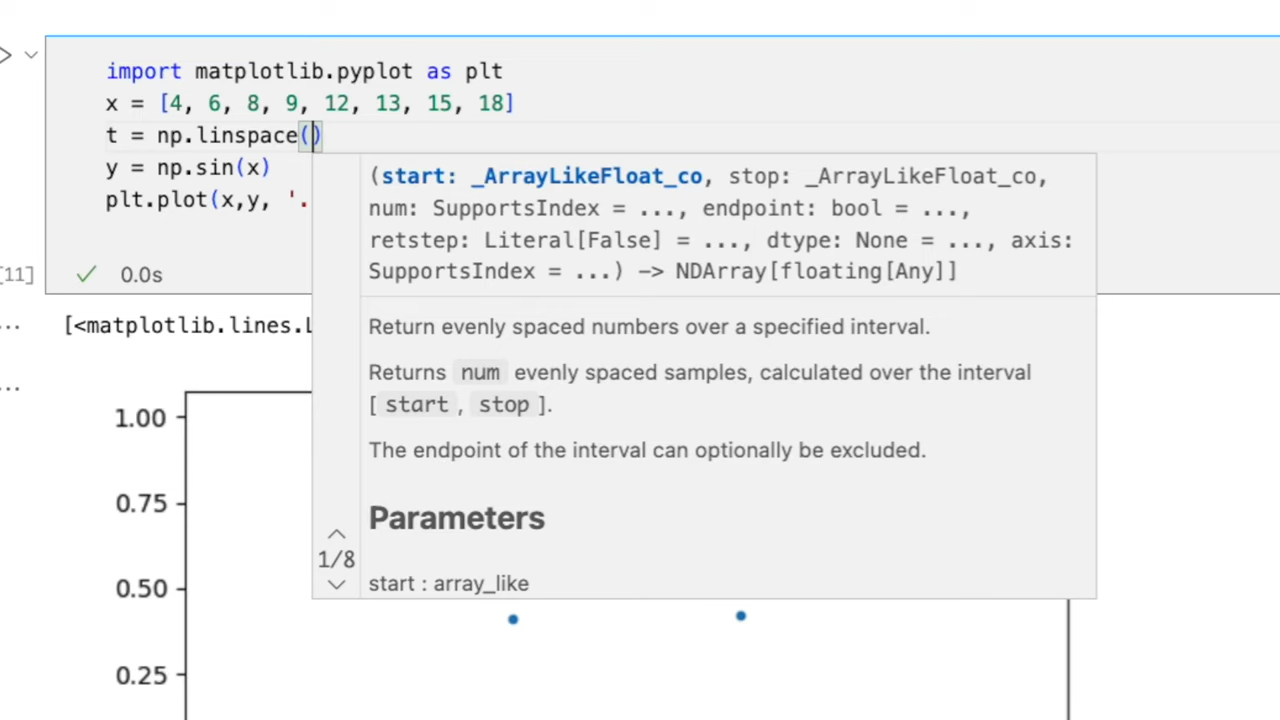 import matplotlib.pyplot as plt
x = [4, 6, 8, 9, 12, 13, 15, 18]
t = np.linspace()
y = np.sin(x)
plt.plot(x,y, '.
[11]
0.0s
(start: _ArrayLikeFloat_co, stop: _ArrayLikeFloat_co,
num: SupportsIndex = ..., endpoint: bool = ...,
retstep: Literal[False] = ..., dtype: None = ..., axis:
SupportsIndex = ...) -> NDArray[floating[Any]]
Return evenly spaced numbers over a specified interval.
Returns num evenly spaced samples, calculated over the interval
[ start , stop ].
The endpoint of the interval can optionally be excluded.
Parameters
1/8
start : array_like
...
[<matplotlib.lines.L
...
1.00
0.75
0.50
0.25